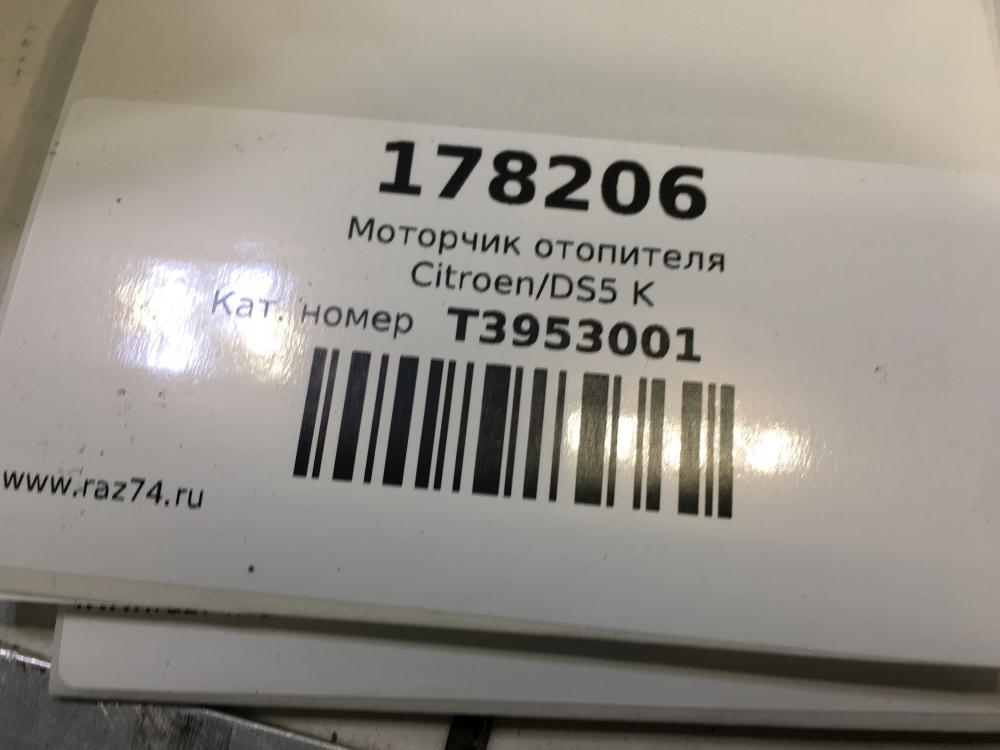 178206
Моторчик отопителя
Citroen/DS5 K
Кат. номер T3953001
www.raz74.ru